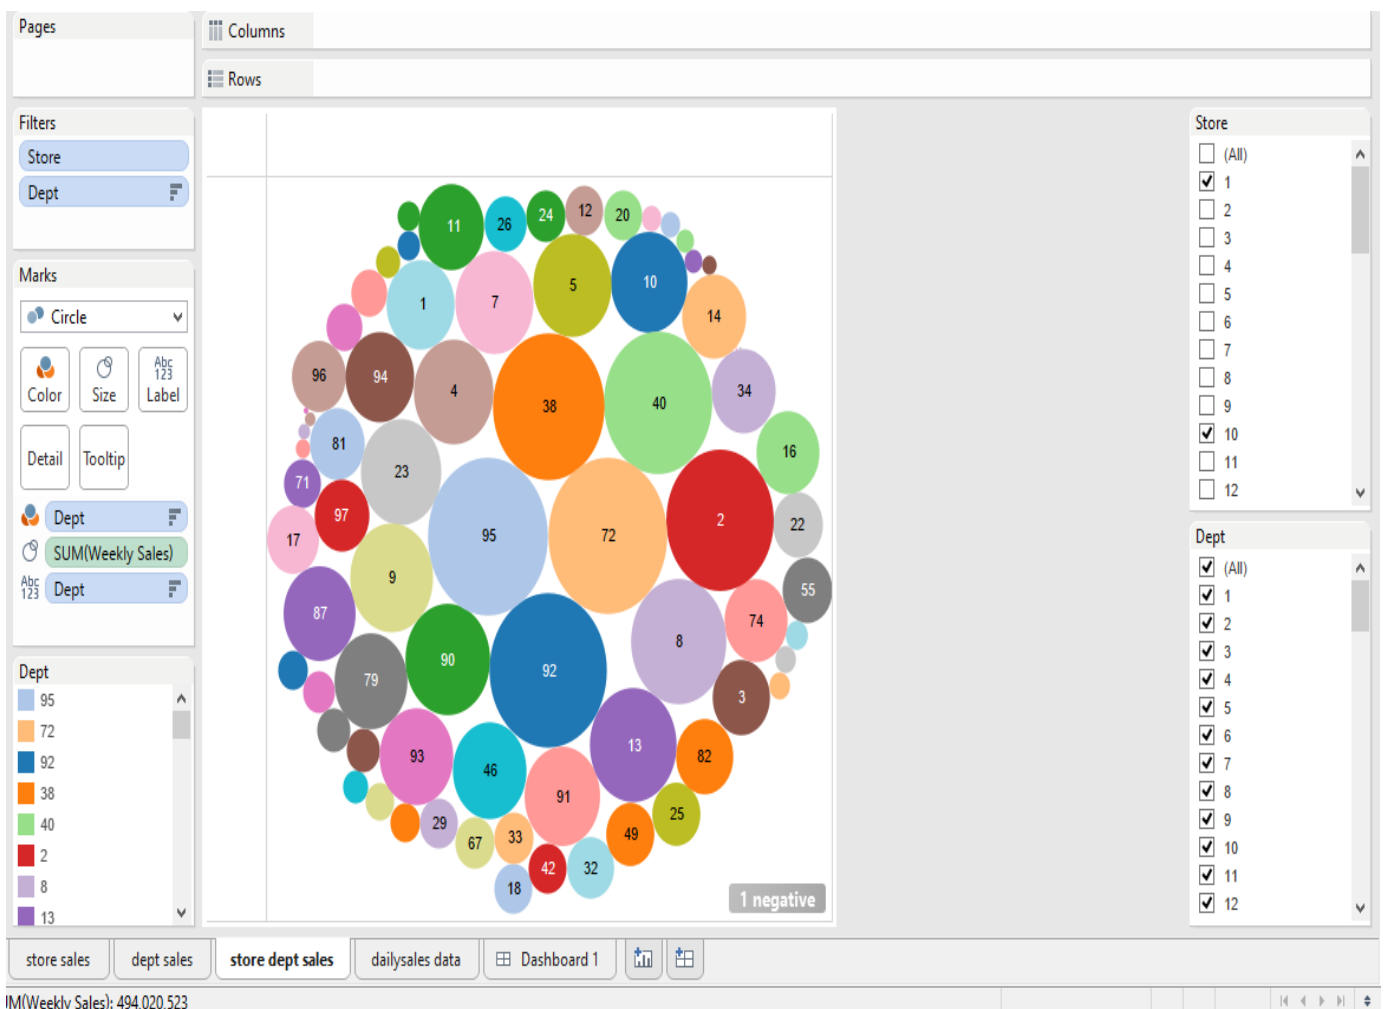 Pages
Columns
Rows
Filters
Store
Dept
Marks
Circle
Color
Size
Abc
123
Label
Detail
Tooltip
Dept
SUM(Weekly Sales)
Abc
123
Dept
Dept
95
72
92
38
40
2
8
13
11
26
24
12
20
1
7
5
10
14
96
94
4
38
40
34
81
23
16
71
97
95
72
2
22
17
9
55
87
90
92
8
74
79
3
93
46
13
82
91
29
67
33
49
25
18
42
32
1 negative
Store
(All)
1
2
3
4
5
6
7
8
9
10
11
12
Dept
(All)
1
2
3
4
5
6
7
8
9
10
11
12
store sales
dept sales
store dept sales
dailysales data
Dashboard 1
UM(Weekly Sales): 494,020,523